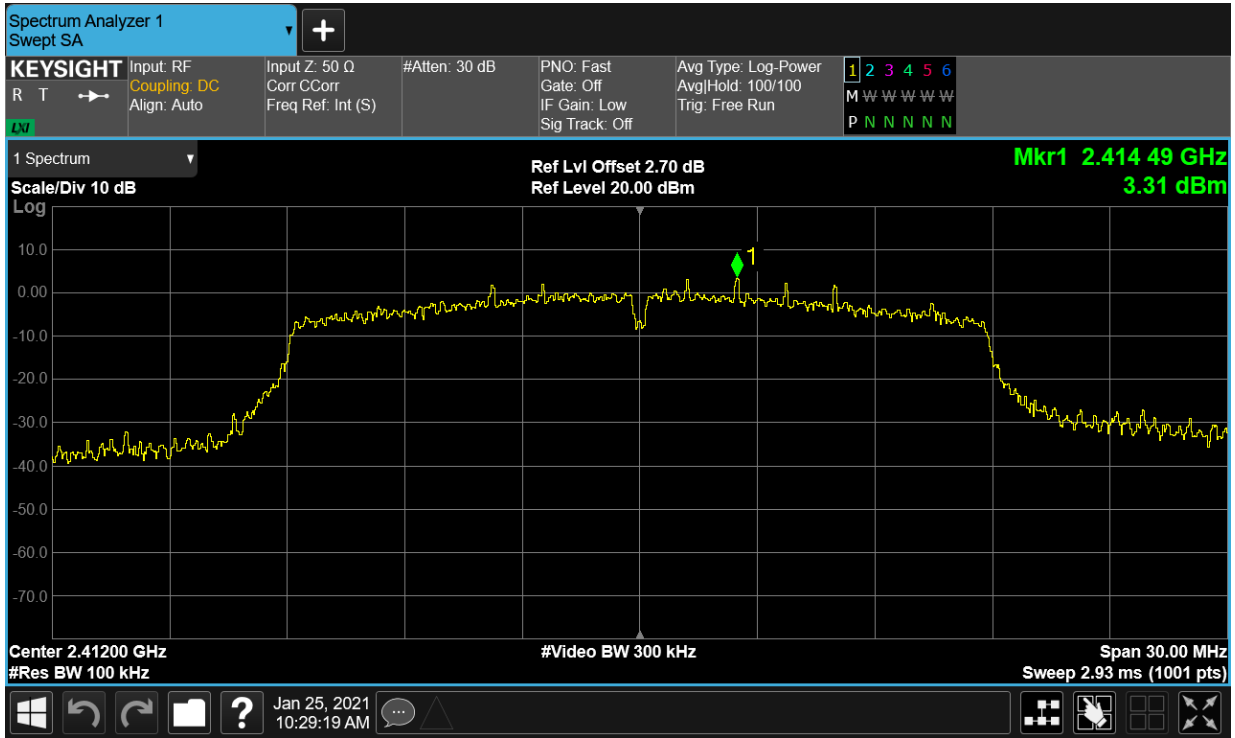 Spectrum Analyzer 1
Swept SA
KEYSIGHT
R T
LXI
Input: RF
Coupling: DC
Align: Auto
Input Z: 50 Ω
Corr CCorr
Freq Ref: Int (S)
#Atten: 30 dB
PNO: Fast
Gate: Off
IF Gain: Low
Sig Track: Off
Avg Type: Log-Power
Avg|Hold: 100/100
Trig: Free Run
1 2 3 4 5 6
M W W W W W
P N N N N N
1 Spectrum
Scale/Div 10 dB
Log
Ref Lvl Offset 2.70 dB
Ref Level 20.00 dBm
Mkr1 2.414 49 GHz
3.31 dBm
1
10.0
0.00
-10.0
-20.0
-30.0
-40.0
-50.0
-60.0
-70.0
Center 2.41200 GHz
#Res BW 100 kHz
#Video BW 300 kHz
Span 30.00 MHz
Sweep 2.93 ms (1001 pts)
?
Jan 25, 2021
10:29:19 AM